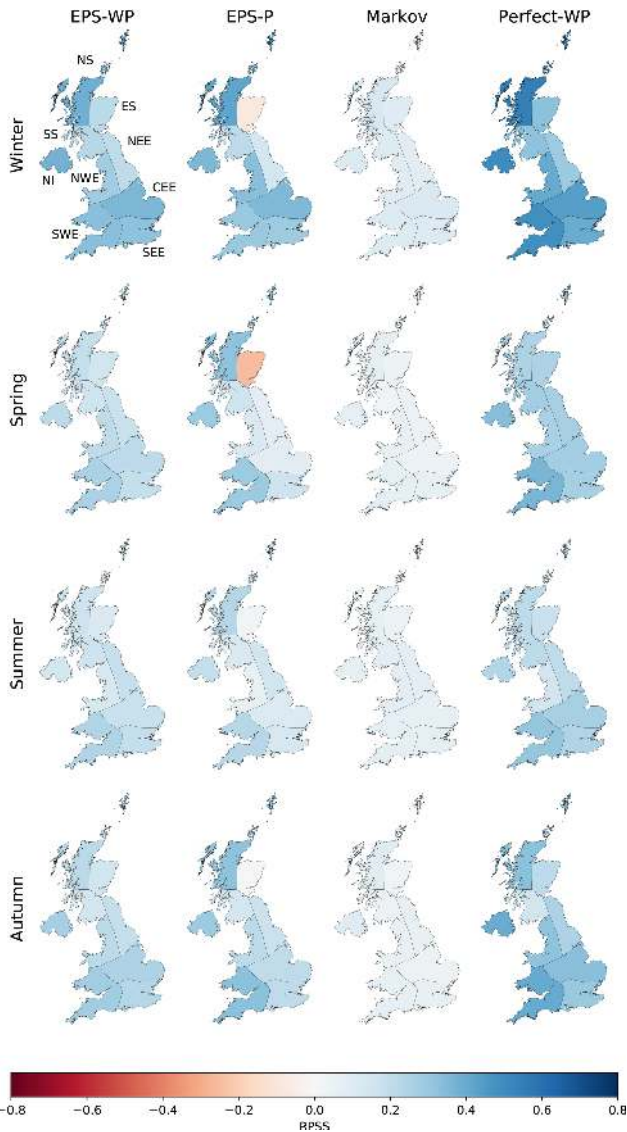 EPS-WP EPS-P Markov Perfect-WP
Winter
NS
ES
SS
NEE
NI NWE
CEE
SWE
SEE
Spring
Summer
Autumn
−0.8 −0.6 −0.4 −0.2 0.0 0.2 0.4 0.6 0.8
RPSS